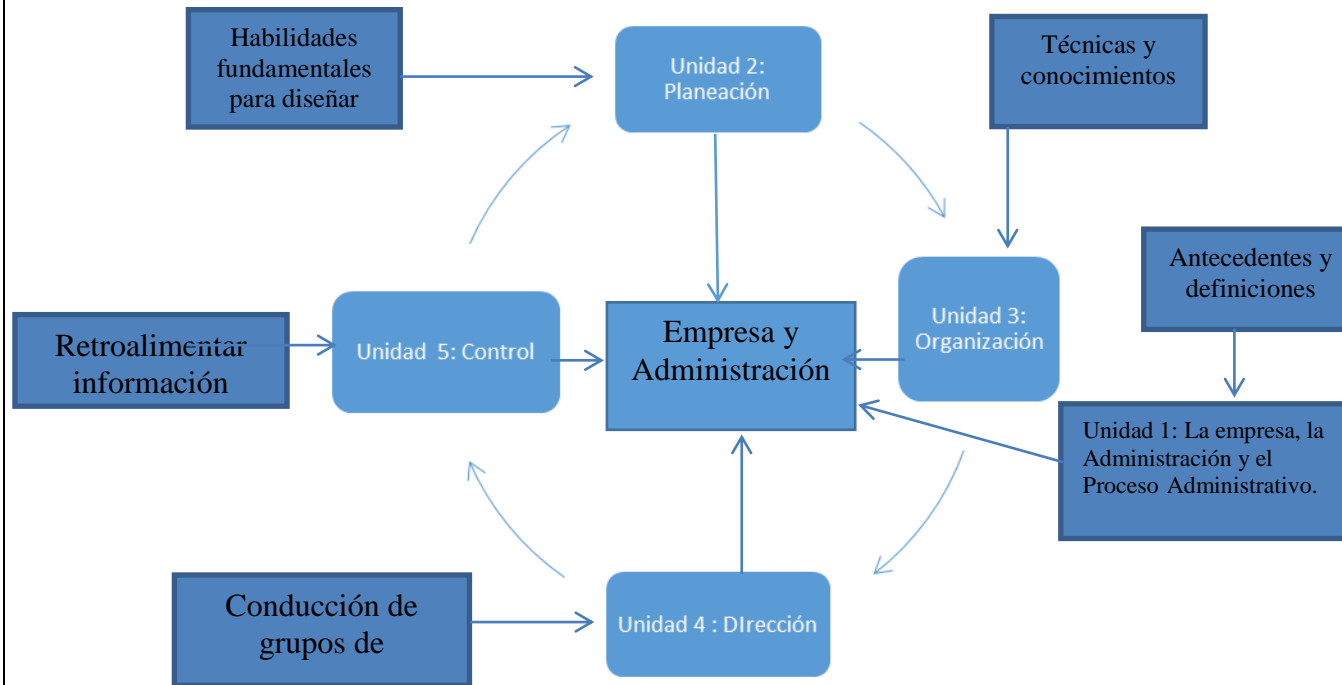 Habilidades
fundamentales
para diseñar
Unidad 2:
Planeación
Técnicas y
conocimientos
Antecedentes y
definiciones
Retroalimentar
información
Unidad 5: Control
Empresa y
Administración
Unidad 3:
Organización
Unidad 1: La empresa, la
Administración y el
Proceso Administrativo.
Conducción de
grupos de
Unidad 4 : DIrección